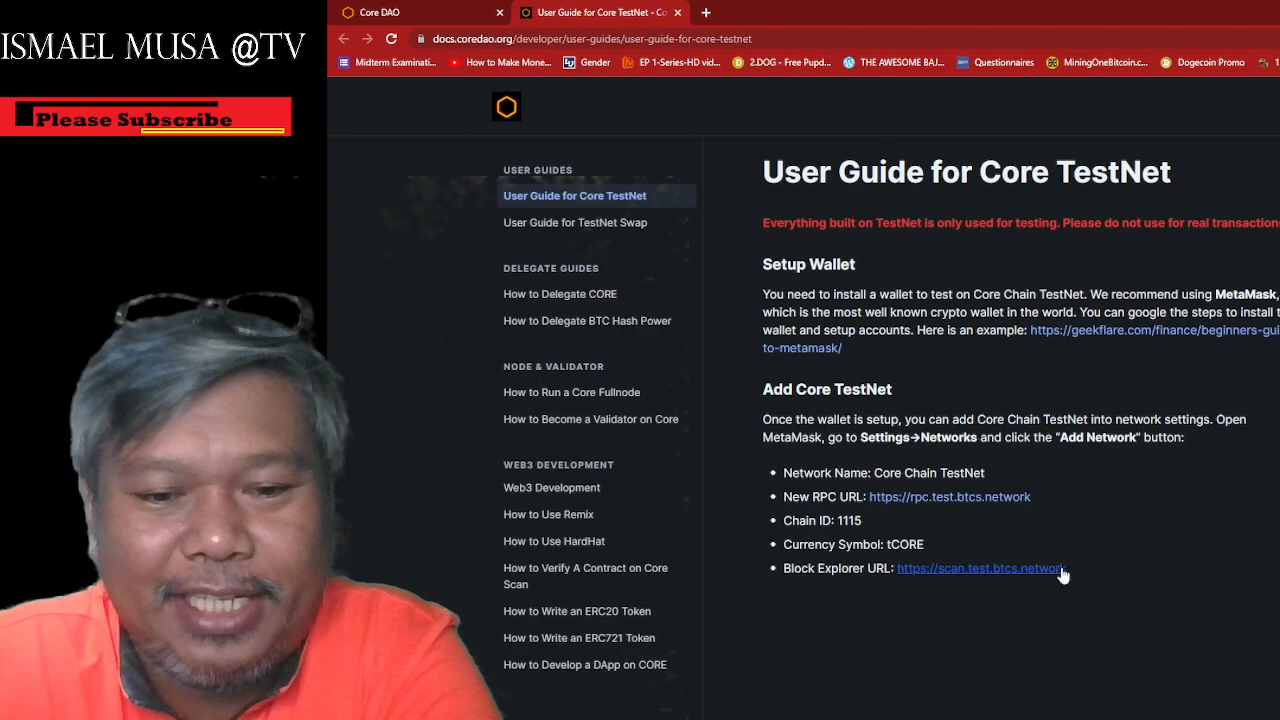 ISMAEL MUSA @TV
Please Subscribe
Core DAO
User Guide for Core TestNet • Co
docs.coredao.org/developer/user-guides/user-guide-for-core-testnet
Midterm Examinati...
How to Make Mone...
Gender
EP 1-Series-HD vid...
2.DOG - Free Pupd...
THE AWESOME BAJ...
Questionnaires
MiningOneBitcoin.c...
Dogecoin Promo
USER GUIDES
User Guide for Core TestNet
User Guide for TestNet Swap
DELEGATE GUIDES
How to Delegate CORE
How to Delegate BTC Hash Power
NODE & VALIDATOR
How to Run a Core Fullnode
How to Become a Validator on Core
WEB3 DEVELOPMENT
Web3 Development
How to Use Remix
How to Use HardHat
How to Verify A Contract on Core
Scan
How to Write an ERC20 Token
How to Write an ERC721 Token
How to Develop a DApp on CORE
User Guide for Core TestNet
Everything built on TestNet is only used for testing. Please do not use for real transactions
Setup Wallet
You need to install a wallet to test on Core Chain TestNet. We recommend using MetaMask,
which is the most well known crypto wallet in the world. You can google the steps to install t
wallet and setup accounts. Here is an example: https://geekflare.com/finance/beginners-gui
to-metamask/
Add Core TestNet
Once the wallet is setup, you can add Core Chain TestNet into network settings. Open
MetaMask, go to Settings→Networks and click the “Add Network” button:
• Network Name: Core Chain TestNet
• New RPC URL: https://rpc.test.btcs.network
• Chain ID: 1115
• Currency Symbol: tCORE
• Block Explorer URL: https://scan.test.btcs.network